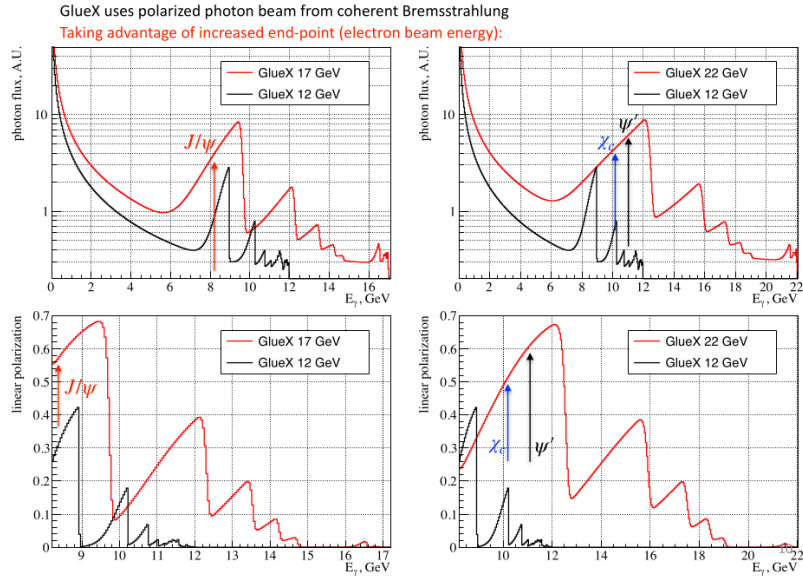 GlueX uses polarized photon beam from coherent Bremsstrahlung
Taking advantage of increased end-point (electron beam energy):
photon flux, A.U.
10
1
GlueX 17 GeV
GlueX 12 GeV
J/ψ
0 2 4 6 8 10 12 14 16
Eγ, GeV
photon flux, A.U.
10
1
GlueX 22 GeV
GlueX 12 GeV
χc
ψ'
0 2 4 6 8 10 12 14 16 18 20 22
Eγ, GeV
linear polarization
0.7
0.6
0.5
0.4
0.3
0.2
0.1
0
GlueX 17 GeV
GlueX 12 GeV
J/ψ
9 10 11 12 13 14 15 16 17
Eγ, GeV
linear polarization
0.7
0.6
0.5
0.4
0.3
0.2
0.1
0
GlueX 22 GeV
GlueX 12 GeV
χc
ψ'
10 12 14 16 18 20 22
Eγ, GeV